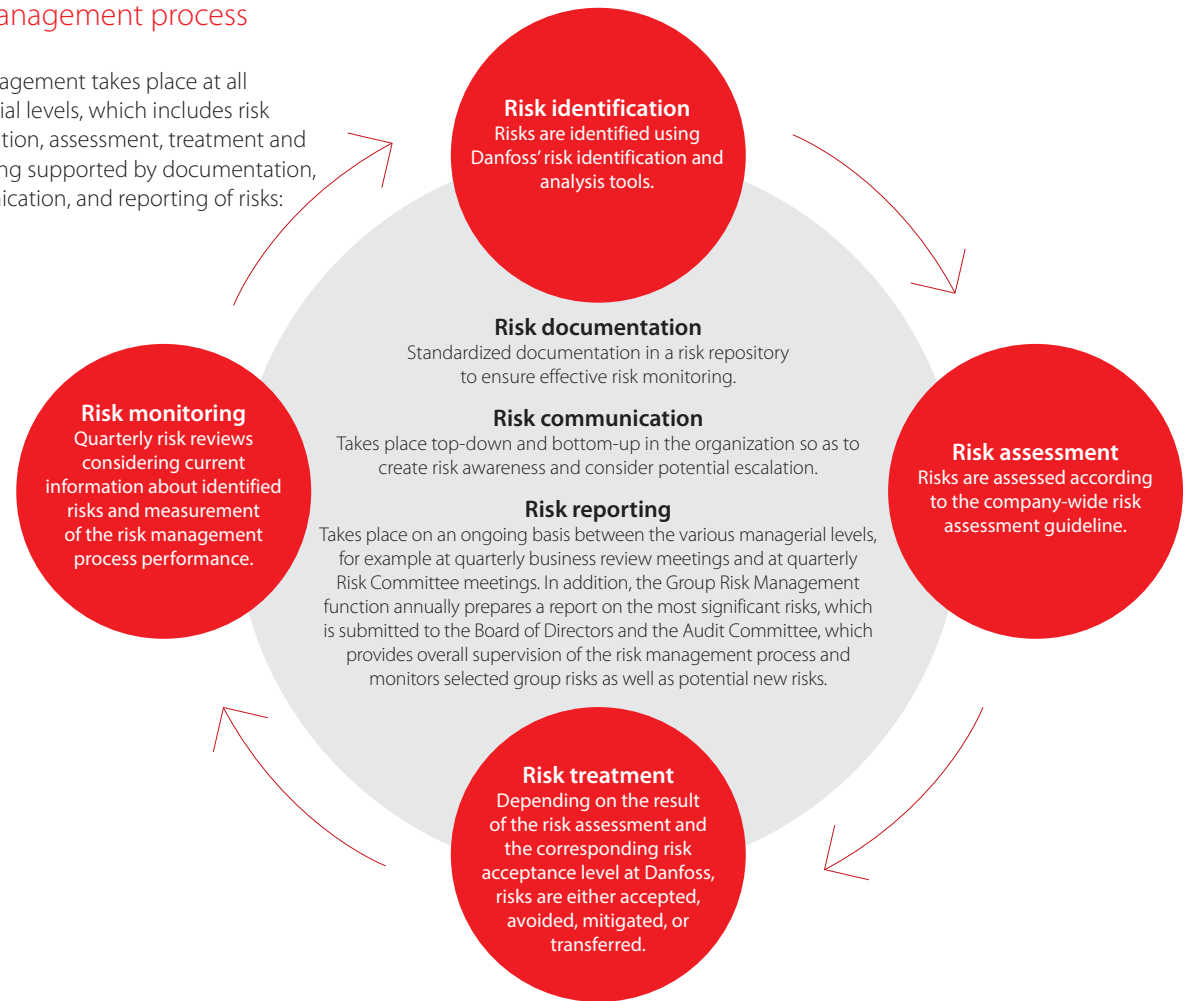 anagement process
agement takes place at all
ial levels, which includes risk
tion, assessment, treatment and
ng supported by documentation,
ication, and reporting of risks:
Risk identification
Risks are identified using
Danfoss' risk identification and
analysis tools.
Risk documentation
Standardized documentation in a risk repository
to ensure effective risk monitoring.
Risk communication
Takes place top-down and bottom-up in the organization so as to
create risk awareness and consider potential escalation.
Risk reporting
Takes place on an ongoing basis between the various managerial levels,
for example at quarterly business review meetings and at quarterly
Risk Committee meetings. In addition, the Group Risk Management
function annually prepares a report on the most significant risks, which
is submitted to the Board of Directors and the Audit Committee, which
provides overall supervision of the risk management process and
monitors selected group risks as well as potential new risks.
Risk monitoring
Quarterly risk reviews
considering current
information about identified
risks and measurement
of the risk management
process performance.
Risk assessment
Risks are assessed according
to the company-wide risk
assessment guideline.
Risk treatment
Depending on the result
of the risk assessment and
the corresponding risk
acceptance level at Danfoss,
risks are either accepted,
avoided, mitigated, or
transferred.